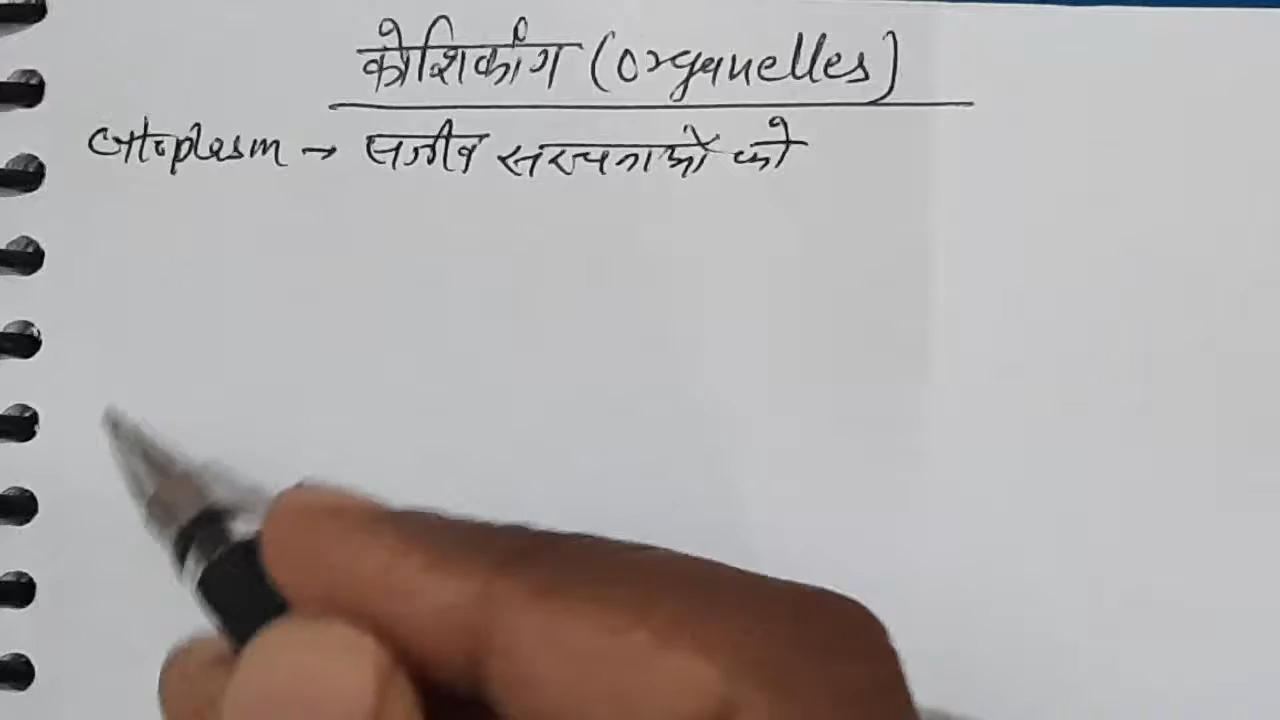 कोशिकांग (Organelles)
Cytoplasm → सजीव संरचनाओं को